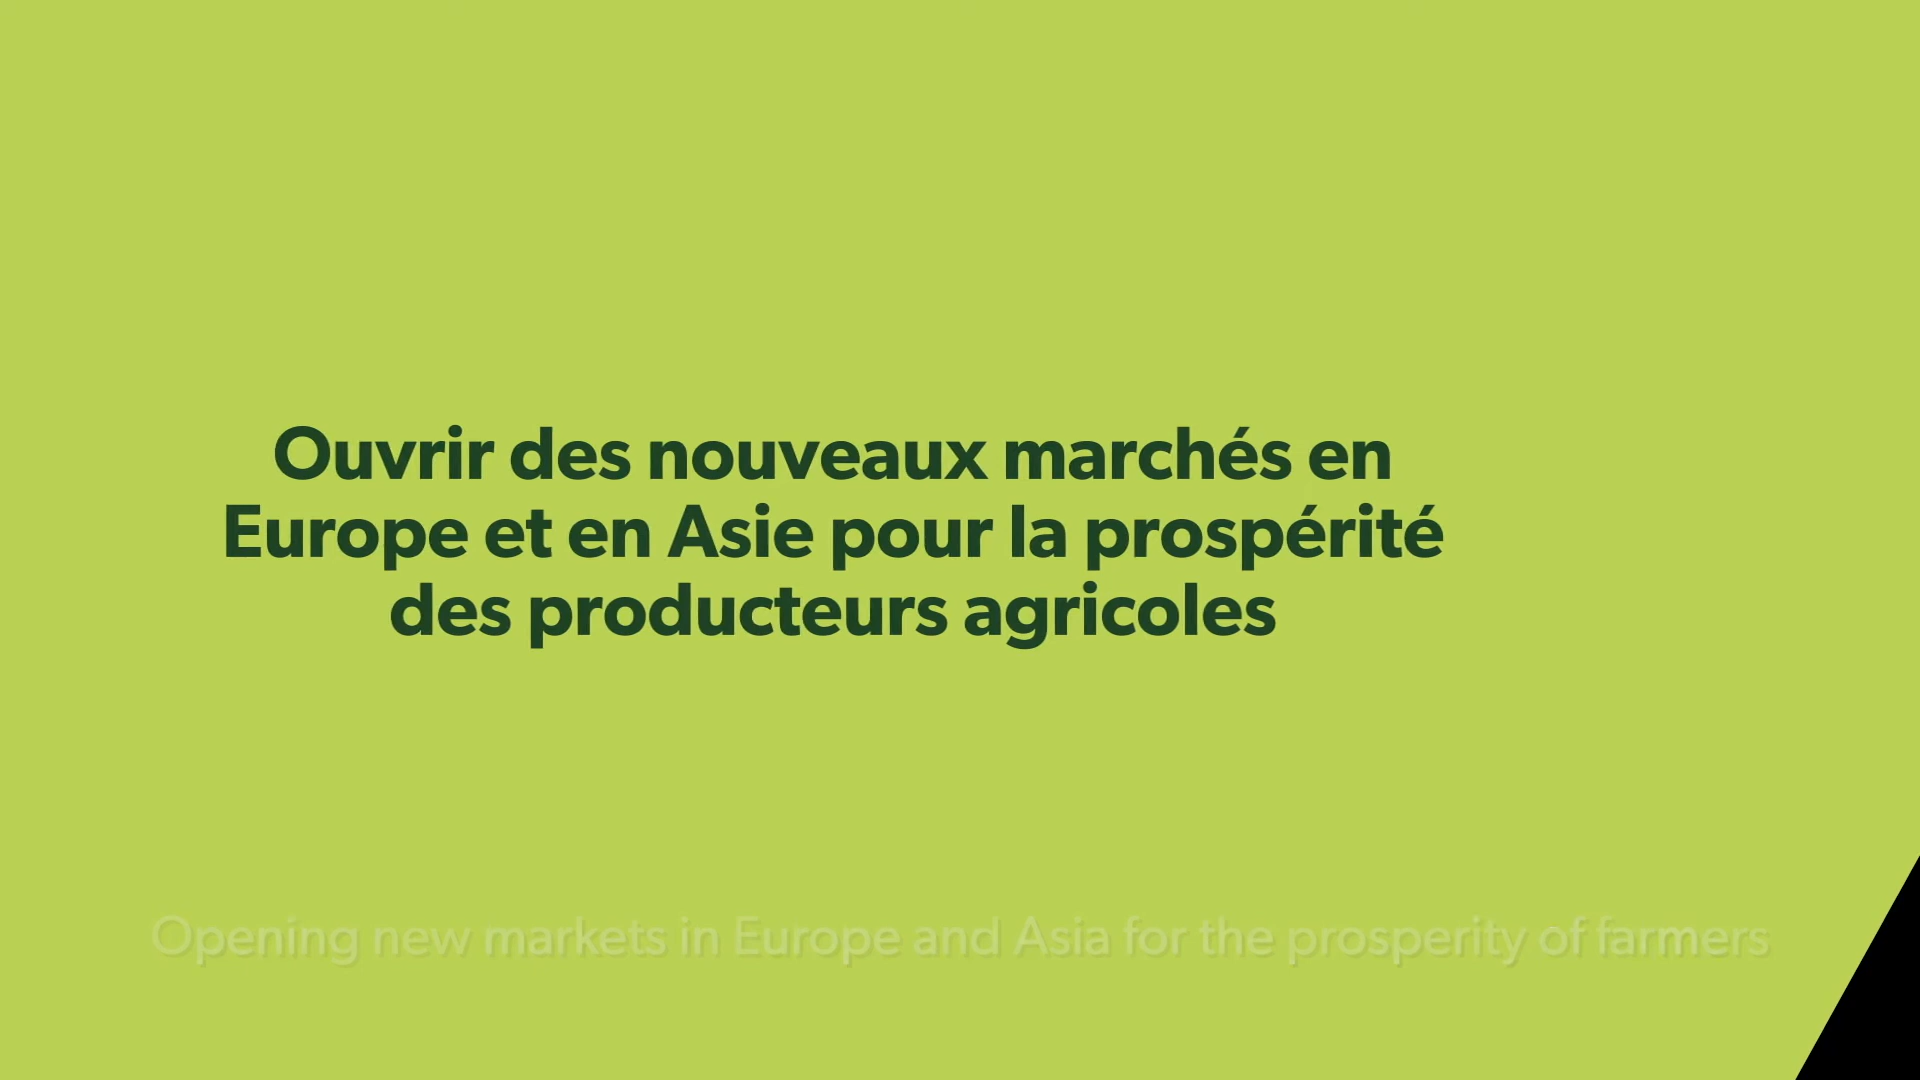 Ouvrir des nouveaux marchés en
Europe et en Asie pour la prospérité
des producteurs agricoles
Opening new markets in Europe and Asia for the prosperity of farmers